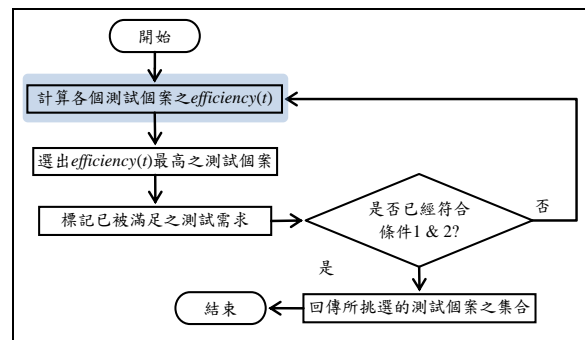 開始
計算各個測試個案之efficiency(t)
選出efficiency(t)最高之測試個案
標記已被滿足之測試需求
是否已經符合
條件1 & 2?
否
是
回傳所挑選的測試個案之集合
結束